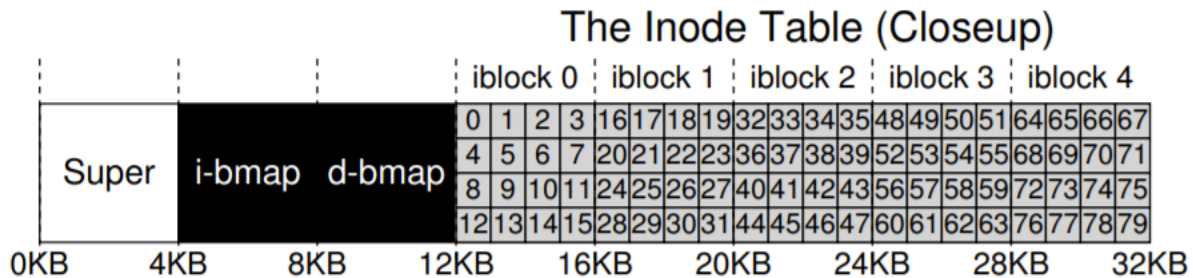 The Inode Table (Closeup)
iblock 0 iblock 1 iblock 2 iblock 3 iblock 4
0 1 2 3 16 17 18 19 32 33 34 35 48 49 50 51 64 65 66 67
4 5 6 7 20 21 22 23 36 37 38 39 52 53 54 55 68 69 70 71
Super i-bmap d-bmap
8 9 10 11 24 25 26 27 40 41 42 43 56 57 58 59 72 73 74 75
12 13 14 15 28 29 30 31 44 45 46 47 60 61 62 63 76 77 78 79
0KB 4KB 8KB 12KB 16KB 20KB 24KB 28KB 32KB